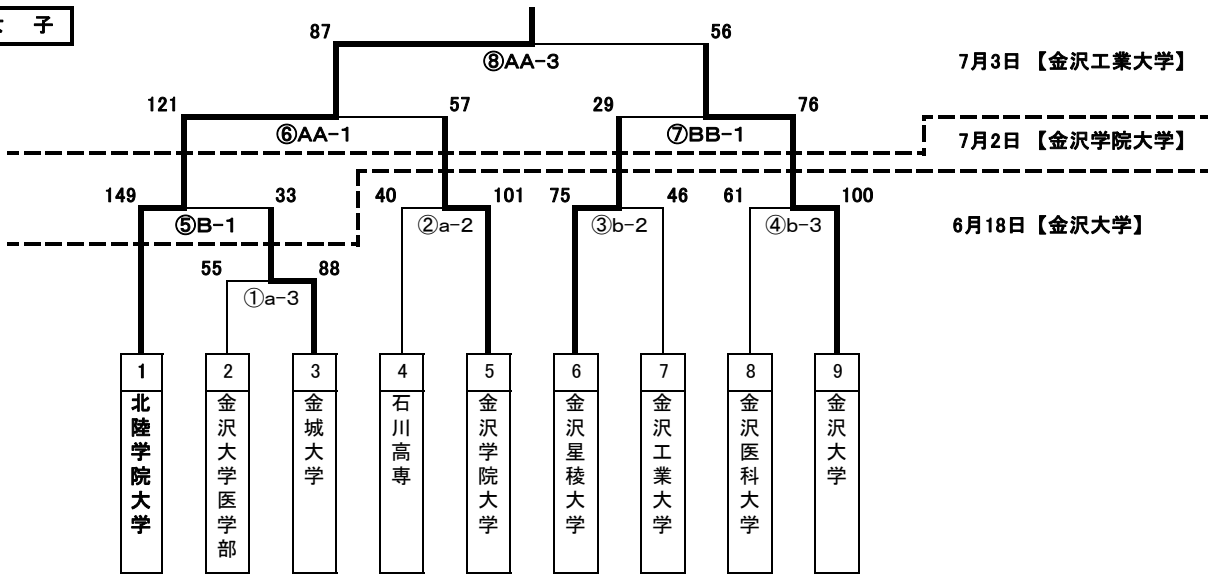 女 子
87
56
⑧AA-3
7月3日 【金沢工業大学】
121
57
29
76
⑥AA-1
⑦BB-1
7月2日 【金沢学院大学】
149
33
40
101
75
46
61
100
⑤B-1
②a-2
③b-2
④b-3
6月18日【金沢大学】
55
88
①a-3
1
2
3
4
5
6
7
8
9
北陸学院大学
金沢大学医学部
金城大学
石川高専
金沢学院大学
金沢星稜大学
金沢工業大学
金沢医科大学
金沢大学